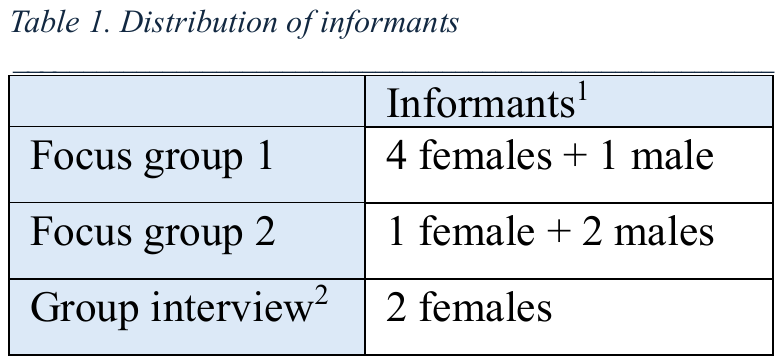 Table 1. Distribution of informants
Informants¹
Focus group 1 4 females + 1 male
Focus group 2 1 female + 2 males
Group interview² 2 females